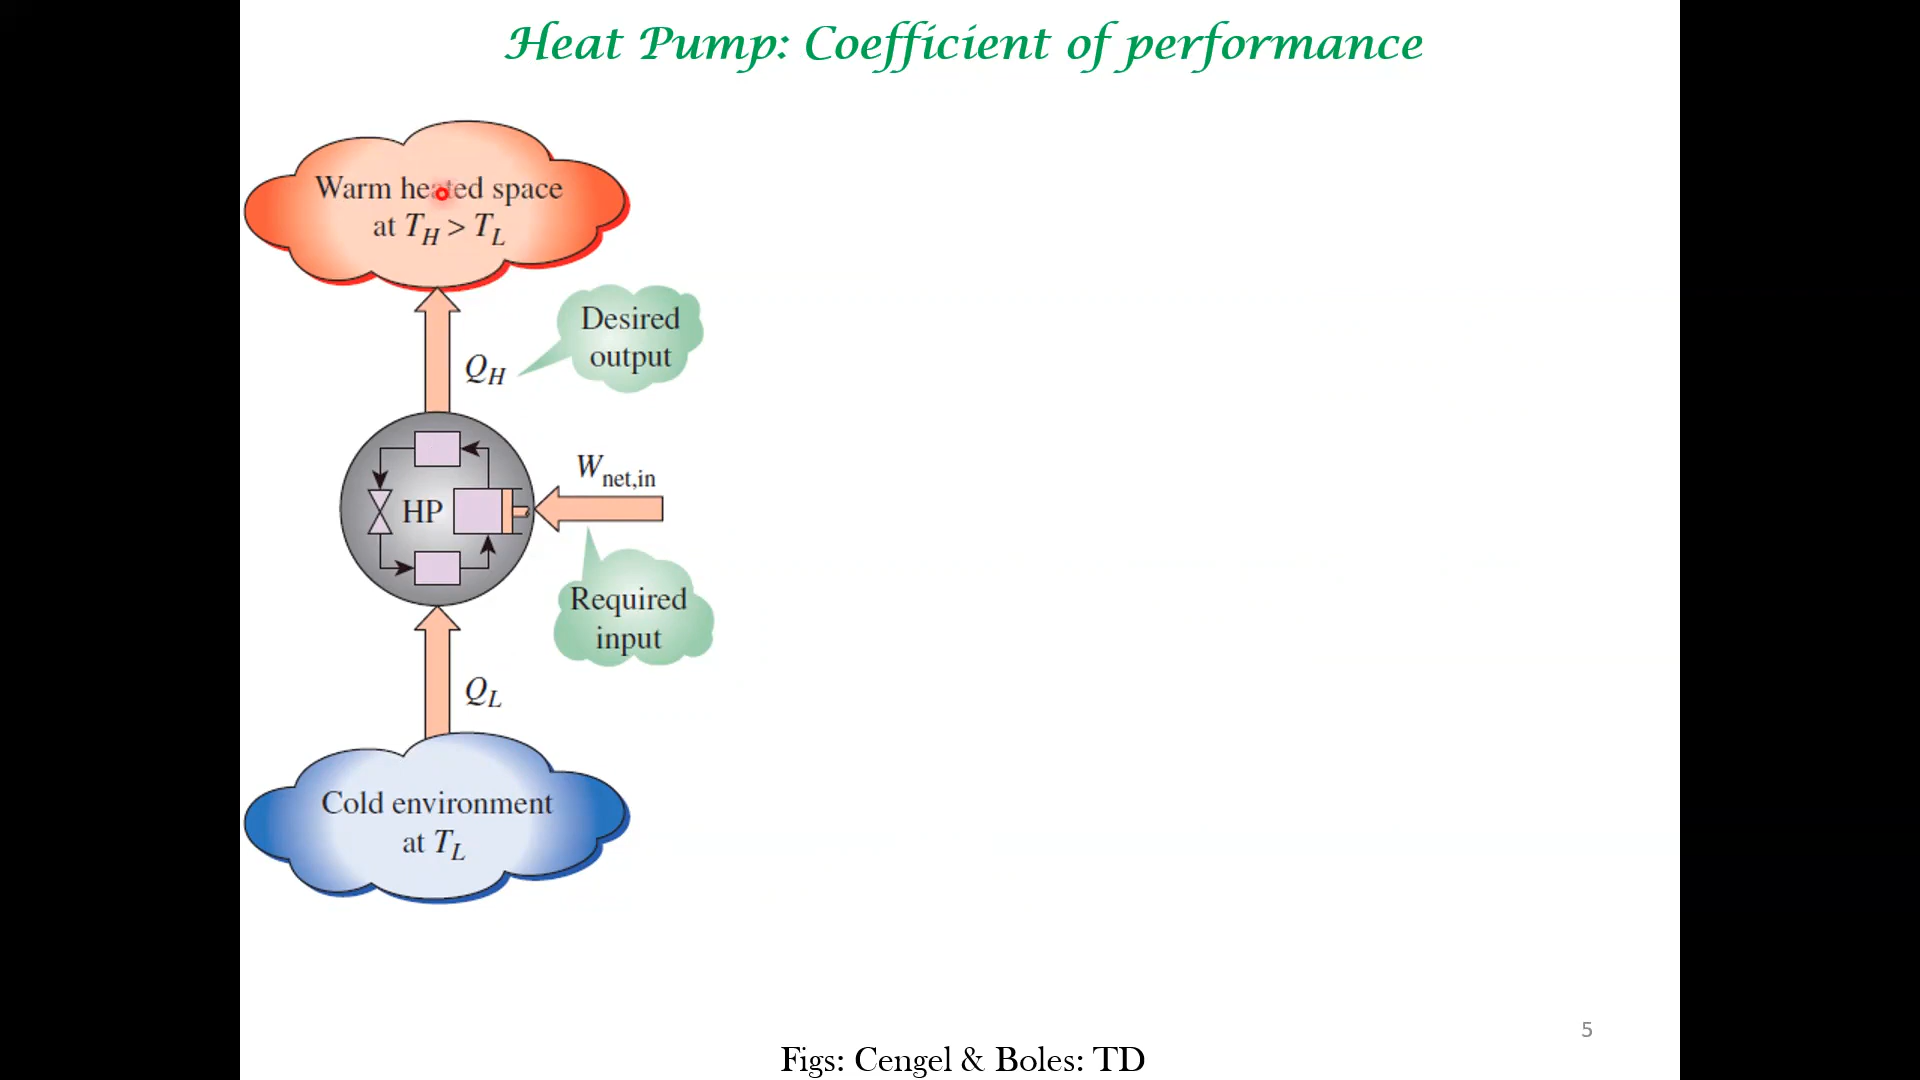 Heat Pump: Coefficient of performance
Warm heated space
at T_H > T_L
Desired
output
Q_H
W_net,in
HP
Required
input
Q_L
Cold environment
at T_L
5
Figs: Cengel & Boles: TD